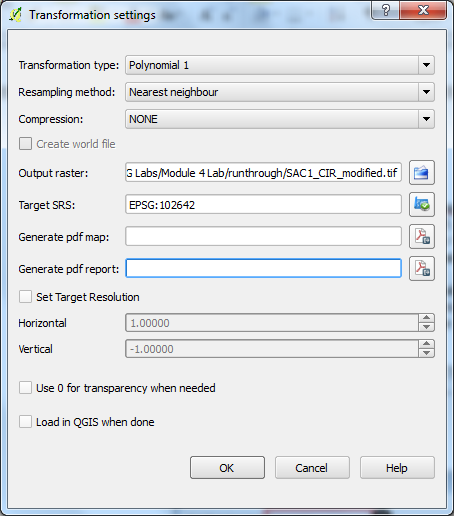 Transformation settings
?
Transformation type: Polynomial 1
Resampling method: Nearest neighbour
Compression: NONE
Create world file
Output raster: G Labs/Module 4 Lab/runthrough/SAC1_CIR_modified.tif
Target SRS: EPSG:102642
Generate pdf map:
Generate pdf report:
Set Target Resolution
Horizontal 1.00000
Vertical -1.00000
Use 0 for transparency when needed
Load in QGIS when done
OK Cancel Help